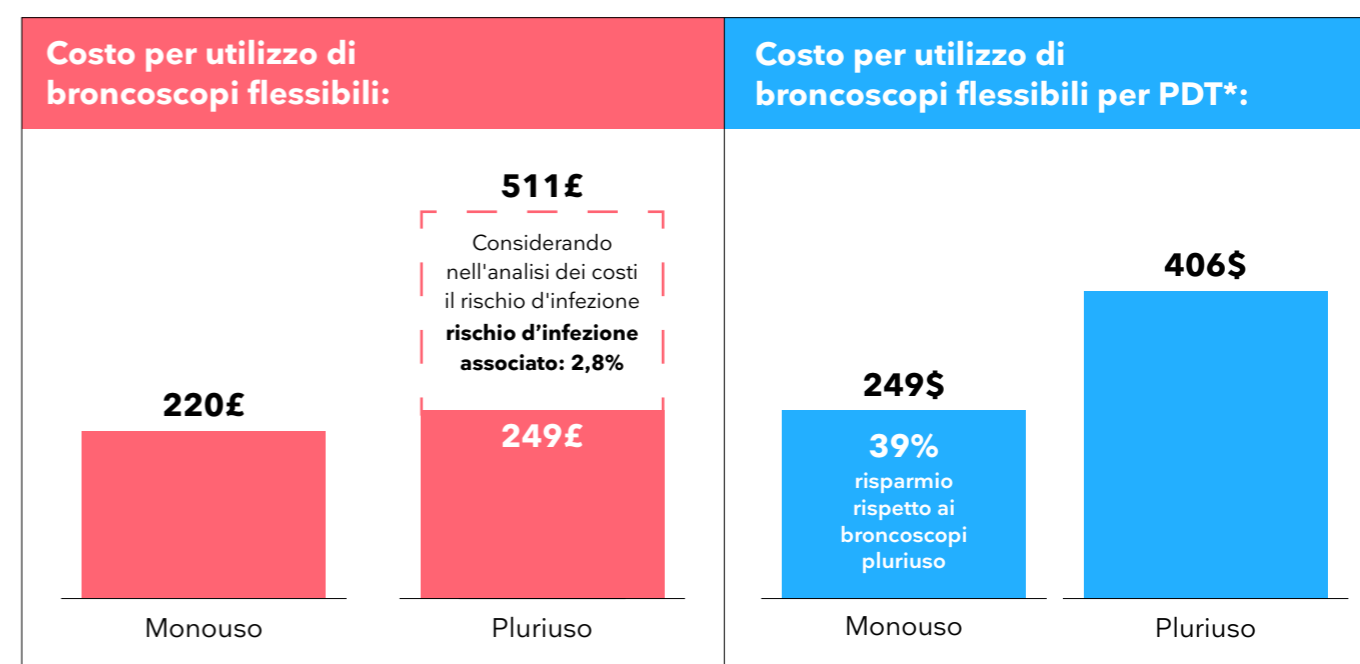 Costo per utilizzo di
broncoscopi flessibili:
511£
Considerando
nell'analisi dei costi
il rischio d'infezione
rischio d’infezione
associato: 2,8%
220£
249£
Monouso
Pluriuso
Costo per utilizzo di
broncoscopi flessibili per PDT*:
406$
249$
39%
risparmio
rispetto ai
broncoscopi
pluriuso
Monouso
Pluriuso